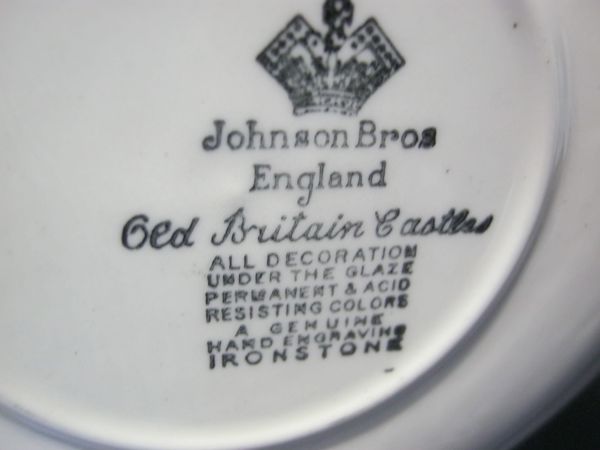 Johnson Bros
England
Old Britain Castles
ALL DECORATION
UNDER THE GLAZE
PERMANENT & ACID
RESISTING COLORS
A GENUINE
HAND ENGRAVING
IRONSTONE